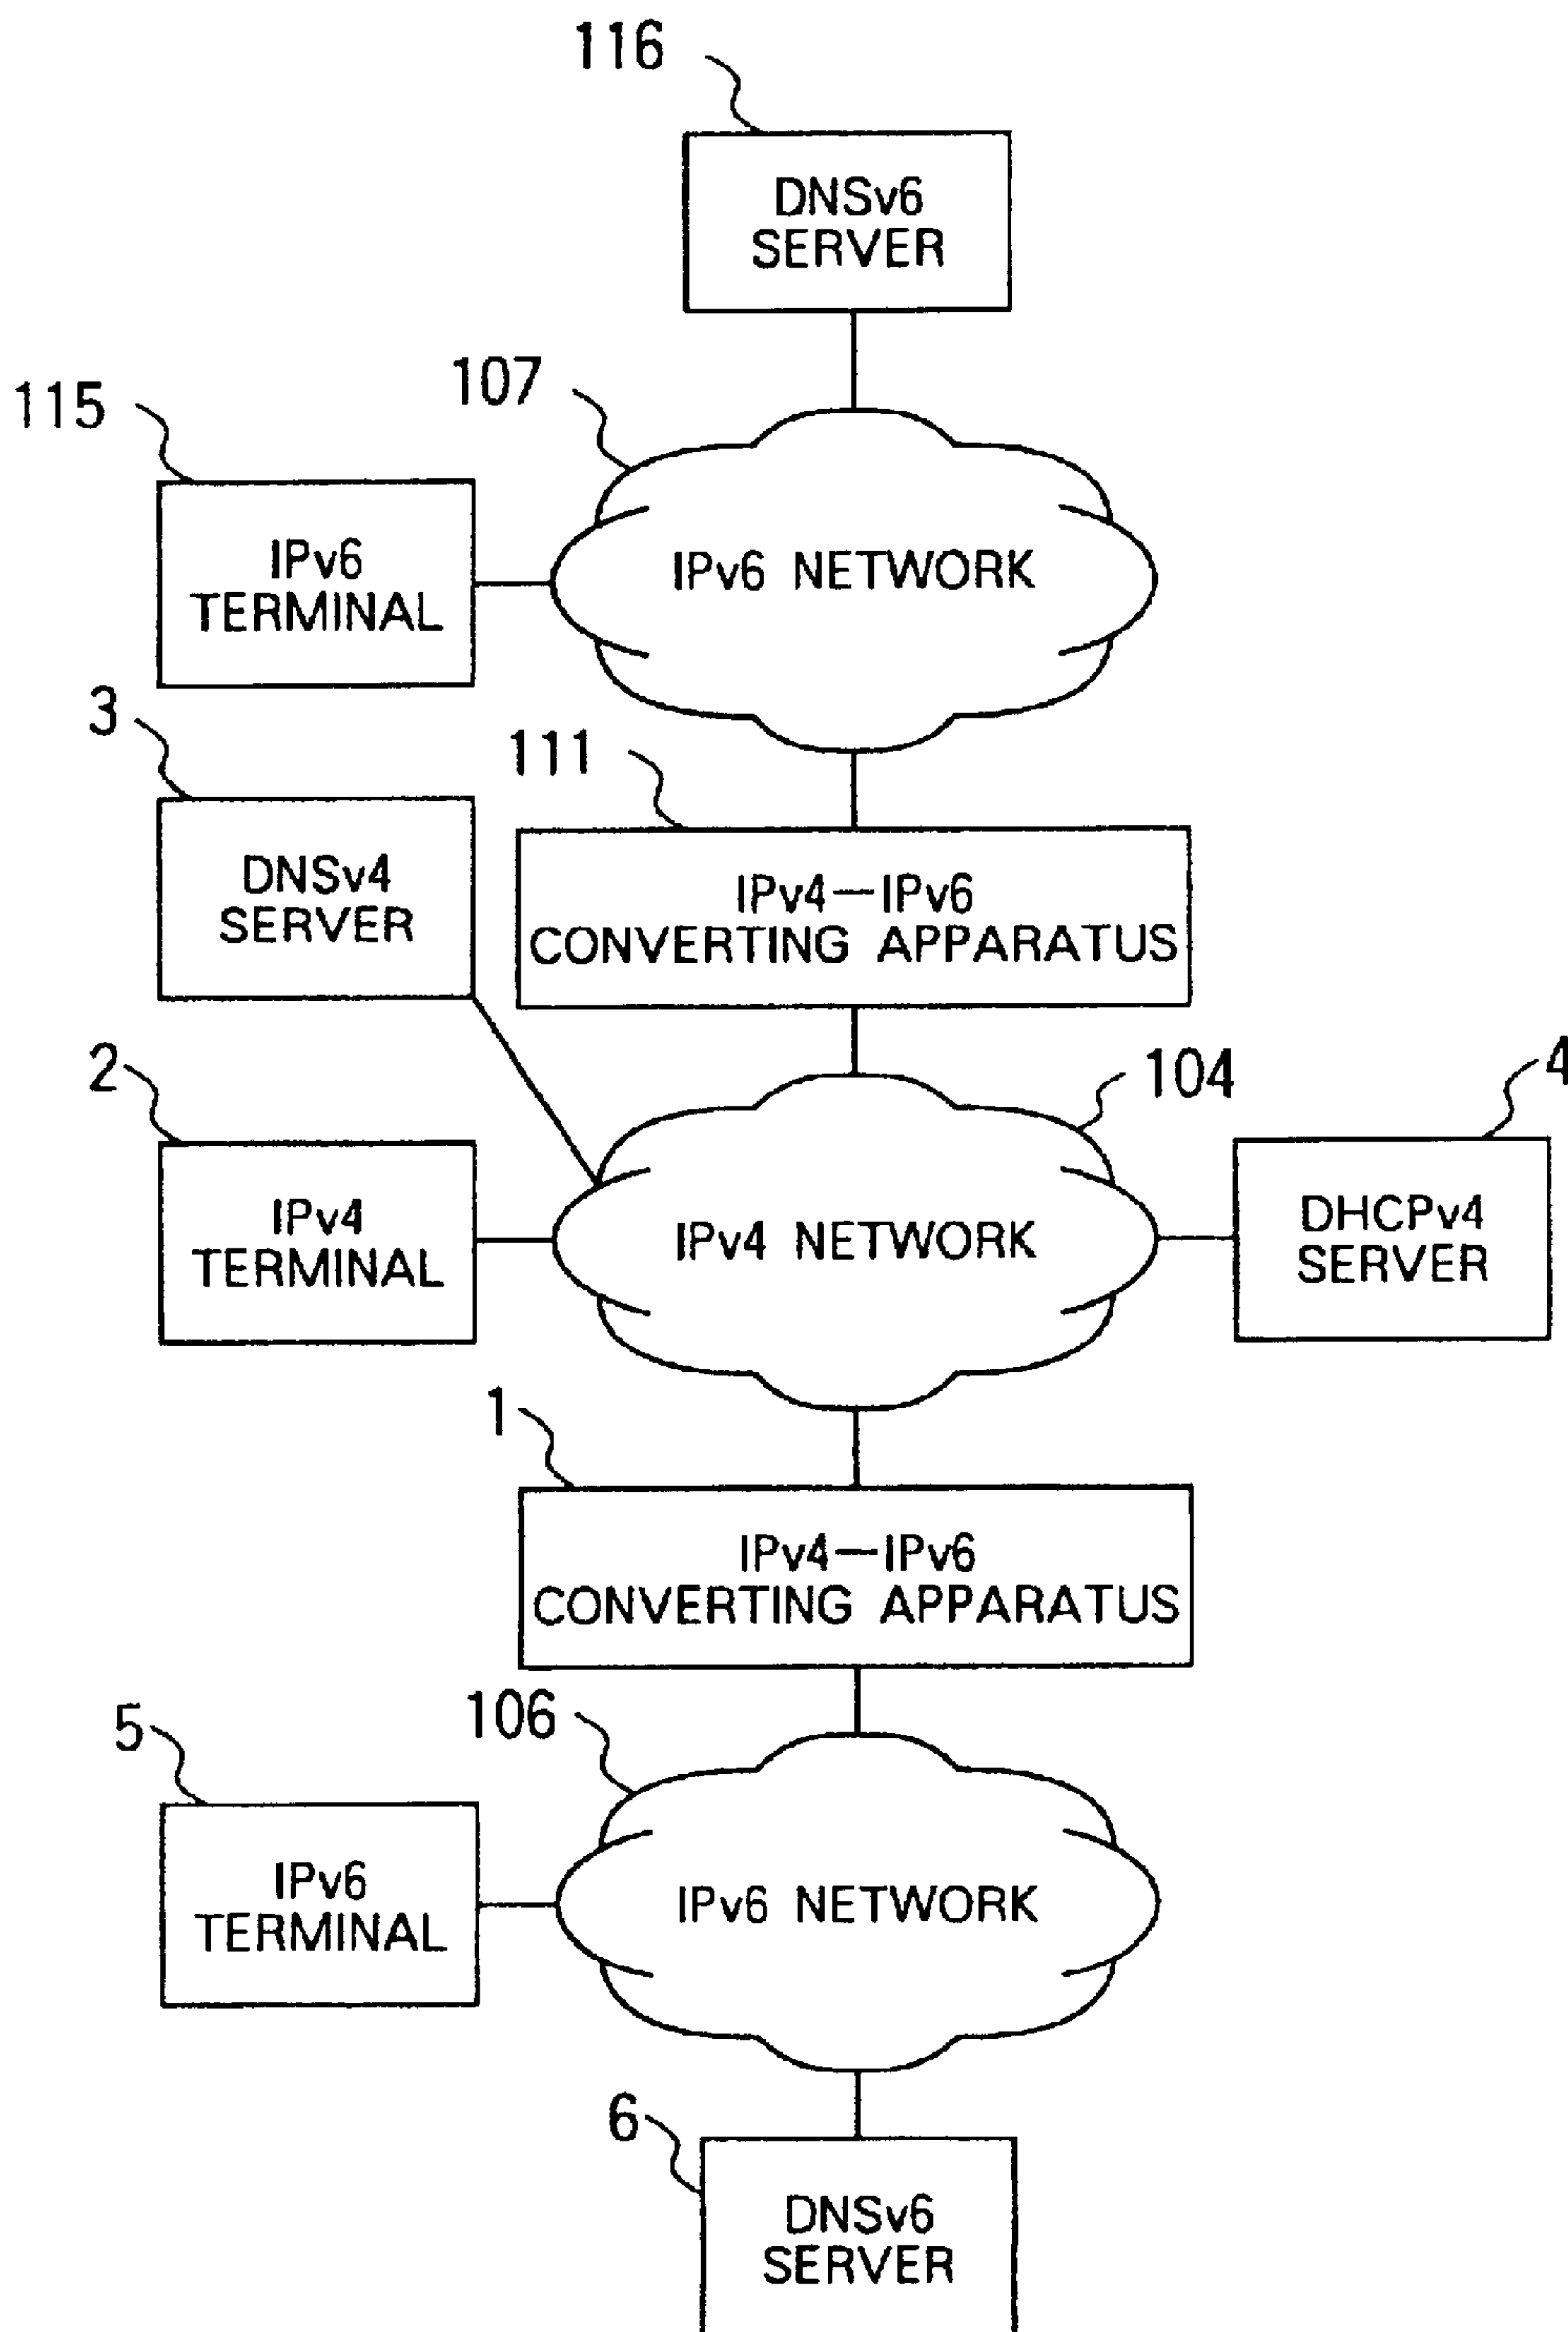 116
DNSv6
SERVER
107
115
IPv6
TERMINAL
IPv6 NETWORK
3
111
DNSv4
SERVER
IPv4—IPv6
CONVERTING APPARATUS
2
104
4
IPv4
TERMINAL
IPv4 NETWORK
DHCPv4
SERVER
1
IPv4—IPv6
CONVERTING APPARATUS
106
5
IPv6
TERMINAL
IPv6 NETWORK
6
DNSv6
SERVER